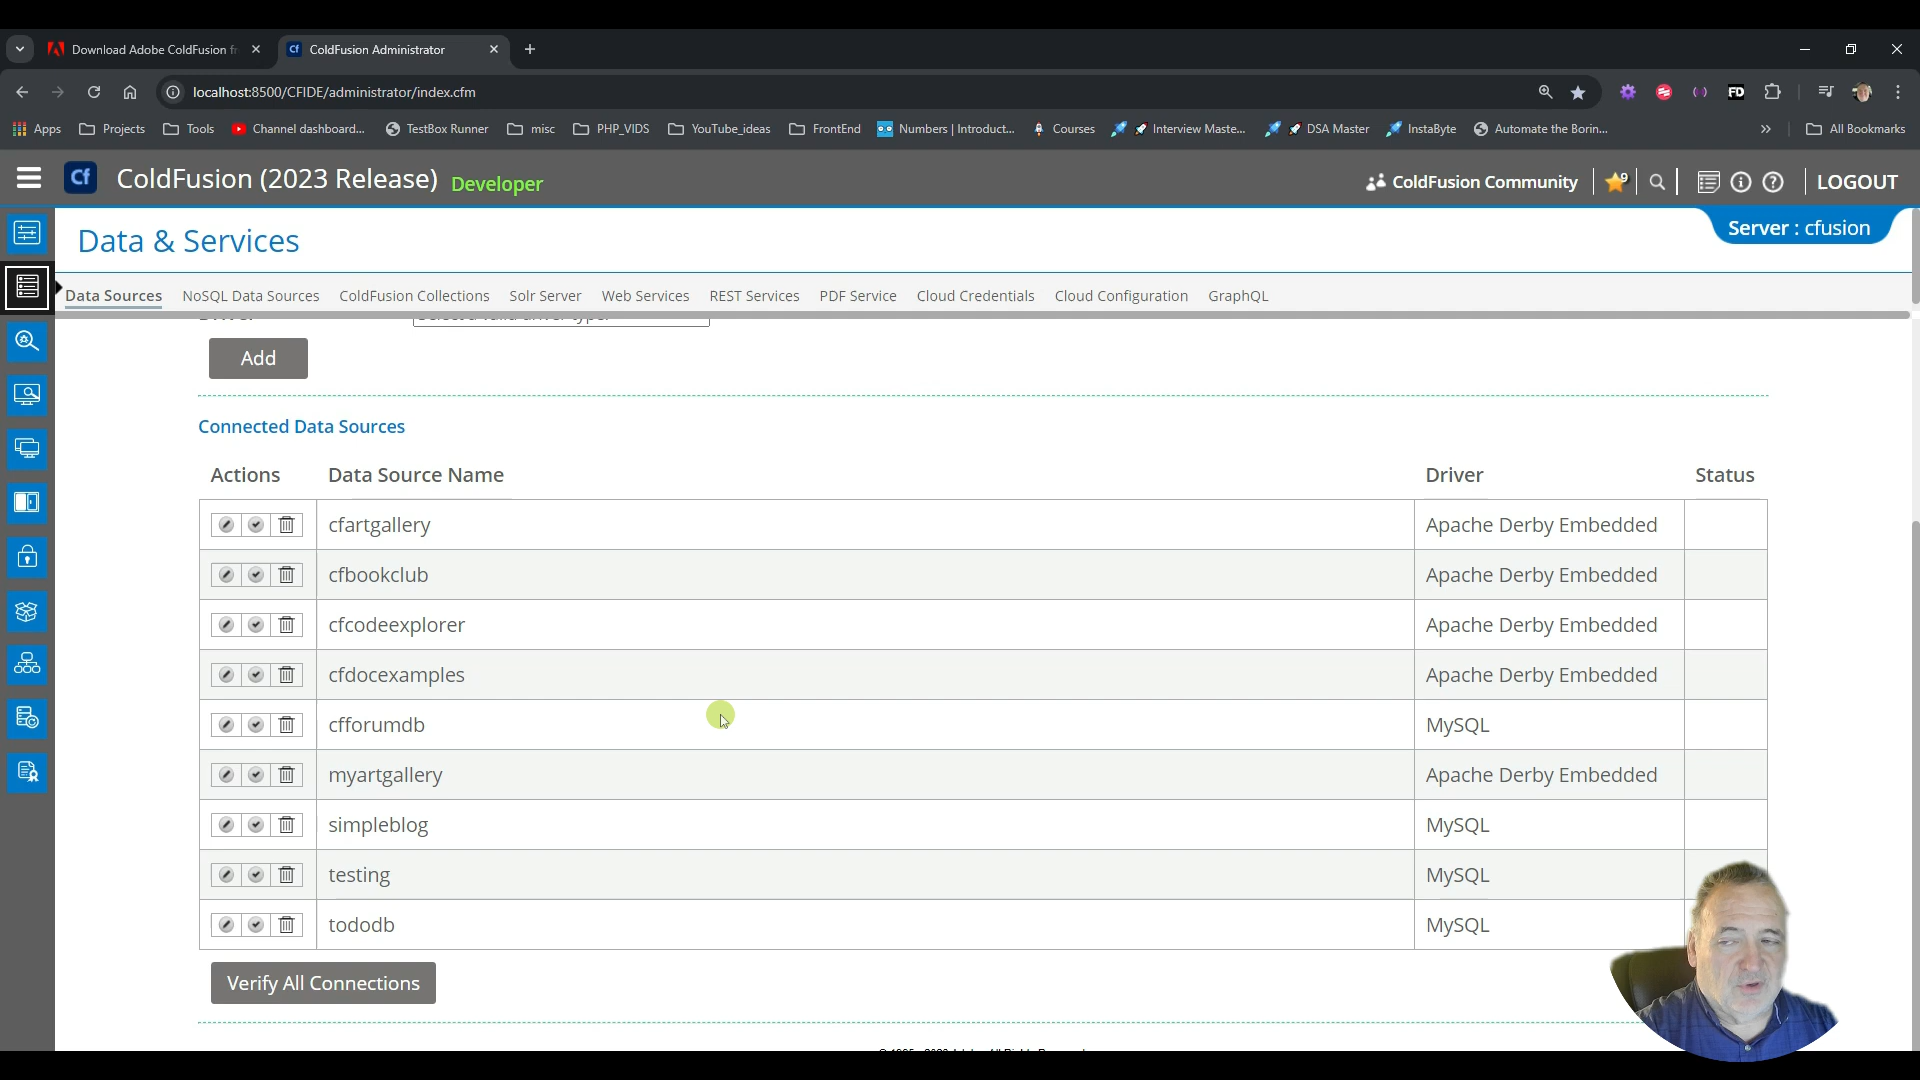 Download Adobe ColdFusion fr
Cf ColdFusion Administrator
localhost:8500/CFIDE/administrator/index.cfm
FD
Apps Projects Tools Channel dashboard... TestBox Runner misc PHP_VIDS YouTube_ideas FrontEnd Numbers | Introduct... Courses Interview Maste... DSA Master InstaByte Automate the Borin... » All Bookmarks
Cf ColdFusion (2023 Release) Developer ColdFusion Community 9 LOGOUT
Data & Services
Server : cfusion
Data Sources NoSQL Data Sources ColdFusion Collections Solr Server Web Services REST Services PDF Service Cloud Credentials Cloud Configuration GraphQL
Add
Connected Data Sources
Actions Data Source Name Driver Status
cfartgallery Apache Derby Embedded
cfbookclub Apache Derby Embedded
cfcodeexplorer Apache Derby Embedded
cfdocexamples Apache Derby Embedded
cfforumdb MySQL
myartgallery Apache Derby Embedded
simpleblog MySQL
testing MySQL
tododb MySQL
Verify All Connections